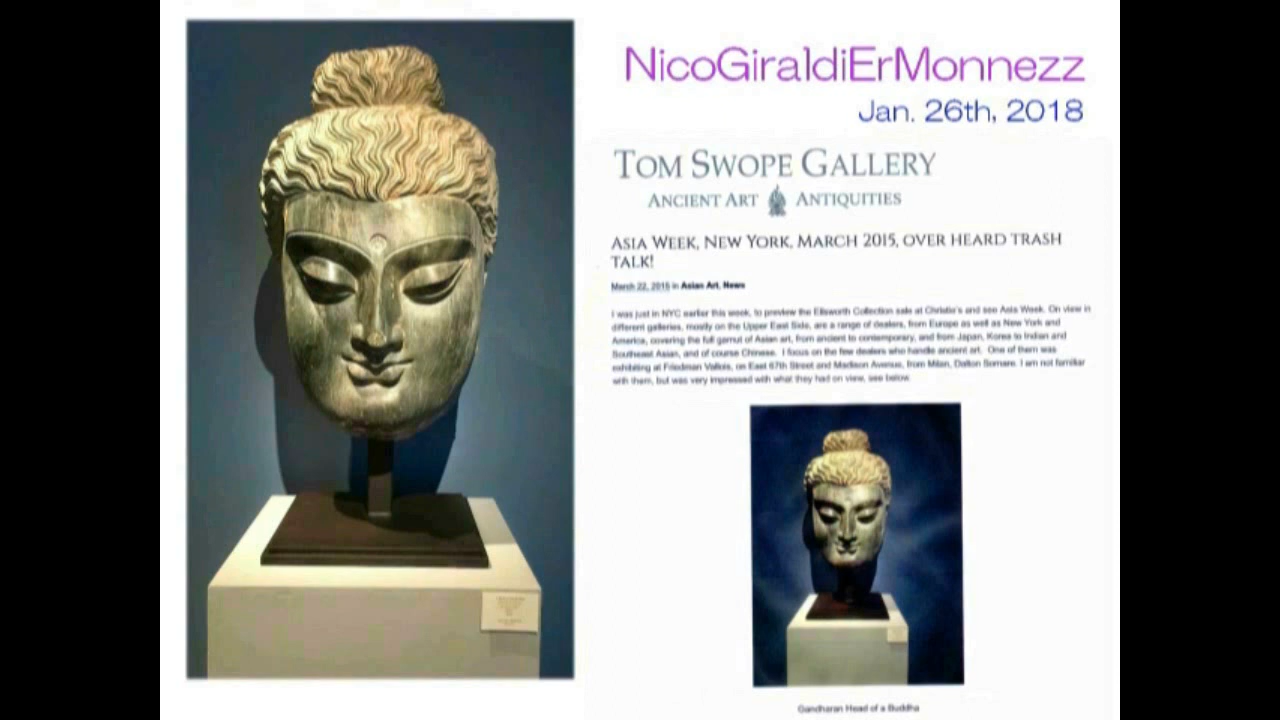 NicoGiraldiErMonnezz
Jan. 26th, 2018
TOM SWOPE GALLERY
ANCIENT ART ANTIQUITIES
ASIA WEEK, NEW YORK, MARCH 2015, OVER HEARD TRASH
TALK!
March 22, 2015 in Asian Art, News
I was just in NYC earlier this week, to preview the Ellsworth Collection sale at Christie's and see Asia Week. On view in
different galleries, mostly on the Upper East Side, are a range of dealers, from Europe as well as New York and
America, covering the full gamut of Asian art, from ancient to contemporary, and from Japan, Korea to Indian and
Southeast Asian, and of course Chinese. I focus on the few dealers who handle ancient art. One of them was
exhibiting at Friedman Vallois, on East 67th Street and Madison Avenue, from Milan, Dalton Somare. I am not familiar
with them, but was very impressed with what they had on view, see below.
Gandharan Head of a Buddha